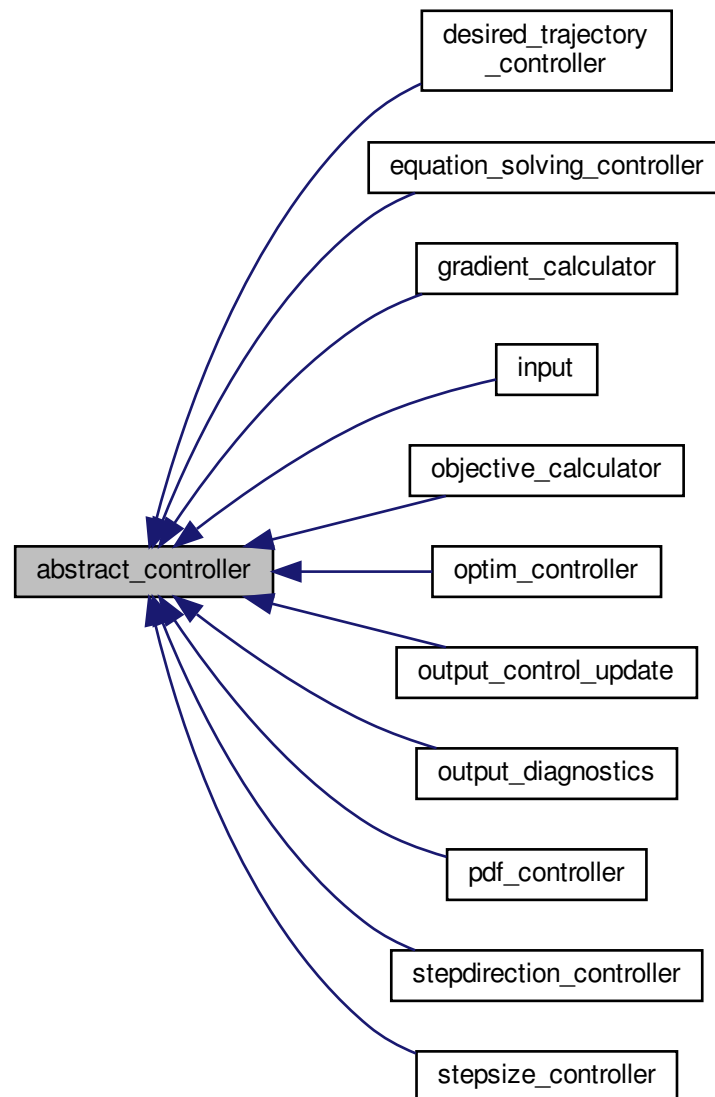 desired_trajectory
_controller
equation_solving_controller
gradient_calculator
input
objective_calculator
abstract_controller
optim_controller
output_control_update
output_diagnostics
pdf_controller
stepdirection_controller
stepsize_controller